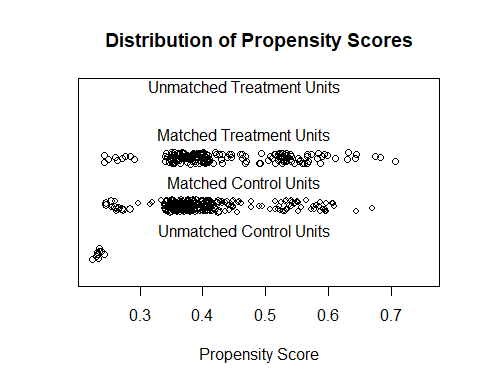 Distribution of Propensity Scores
Unmatched Treatment Units
Matched Treatment Units
Matched Control Units
Unmatched Control Units
0.3 0.4 0.5 0.6 0.7
Propensity Score